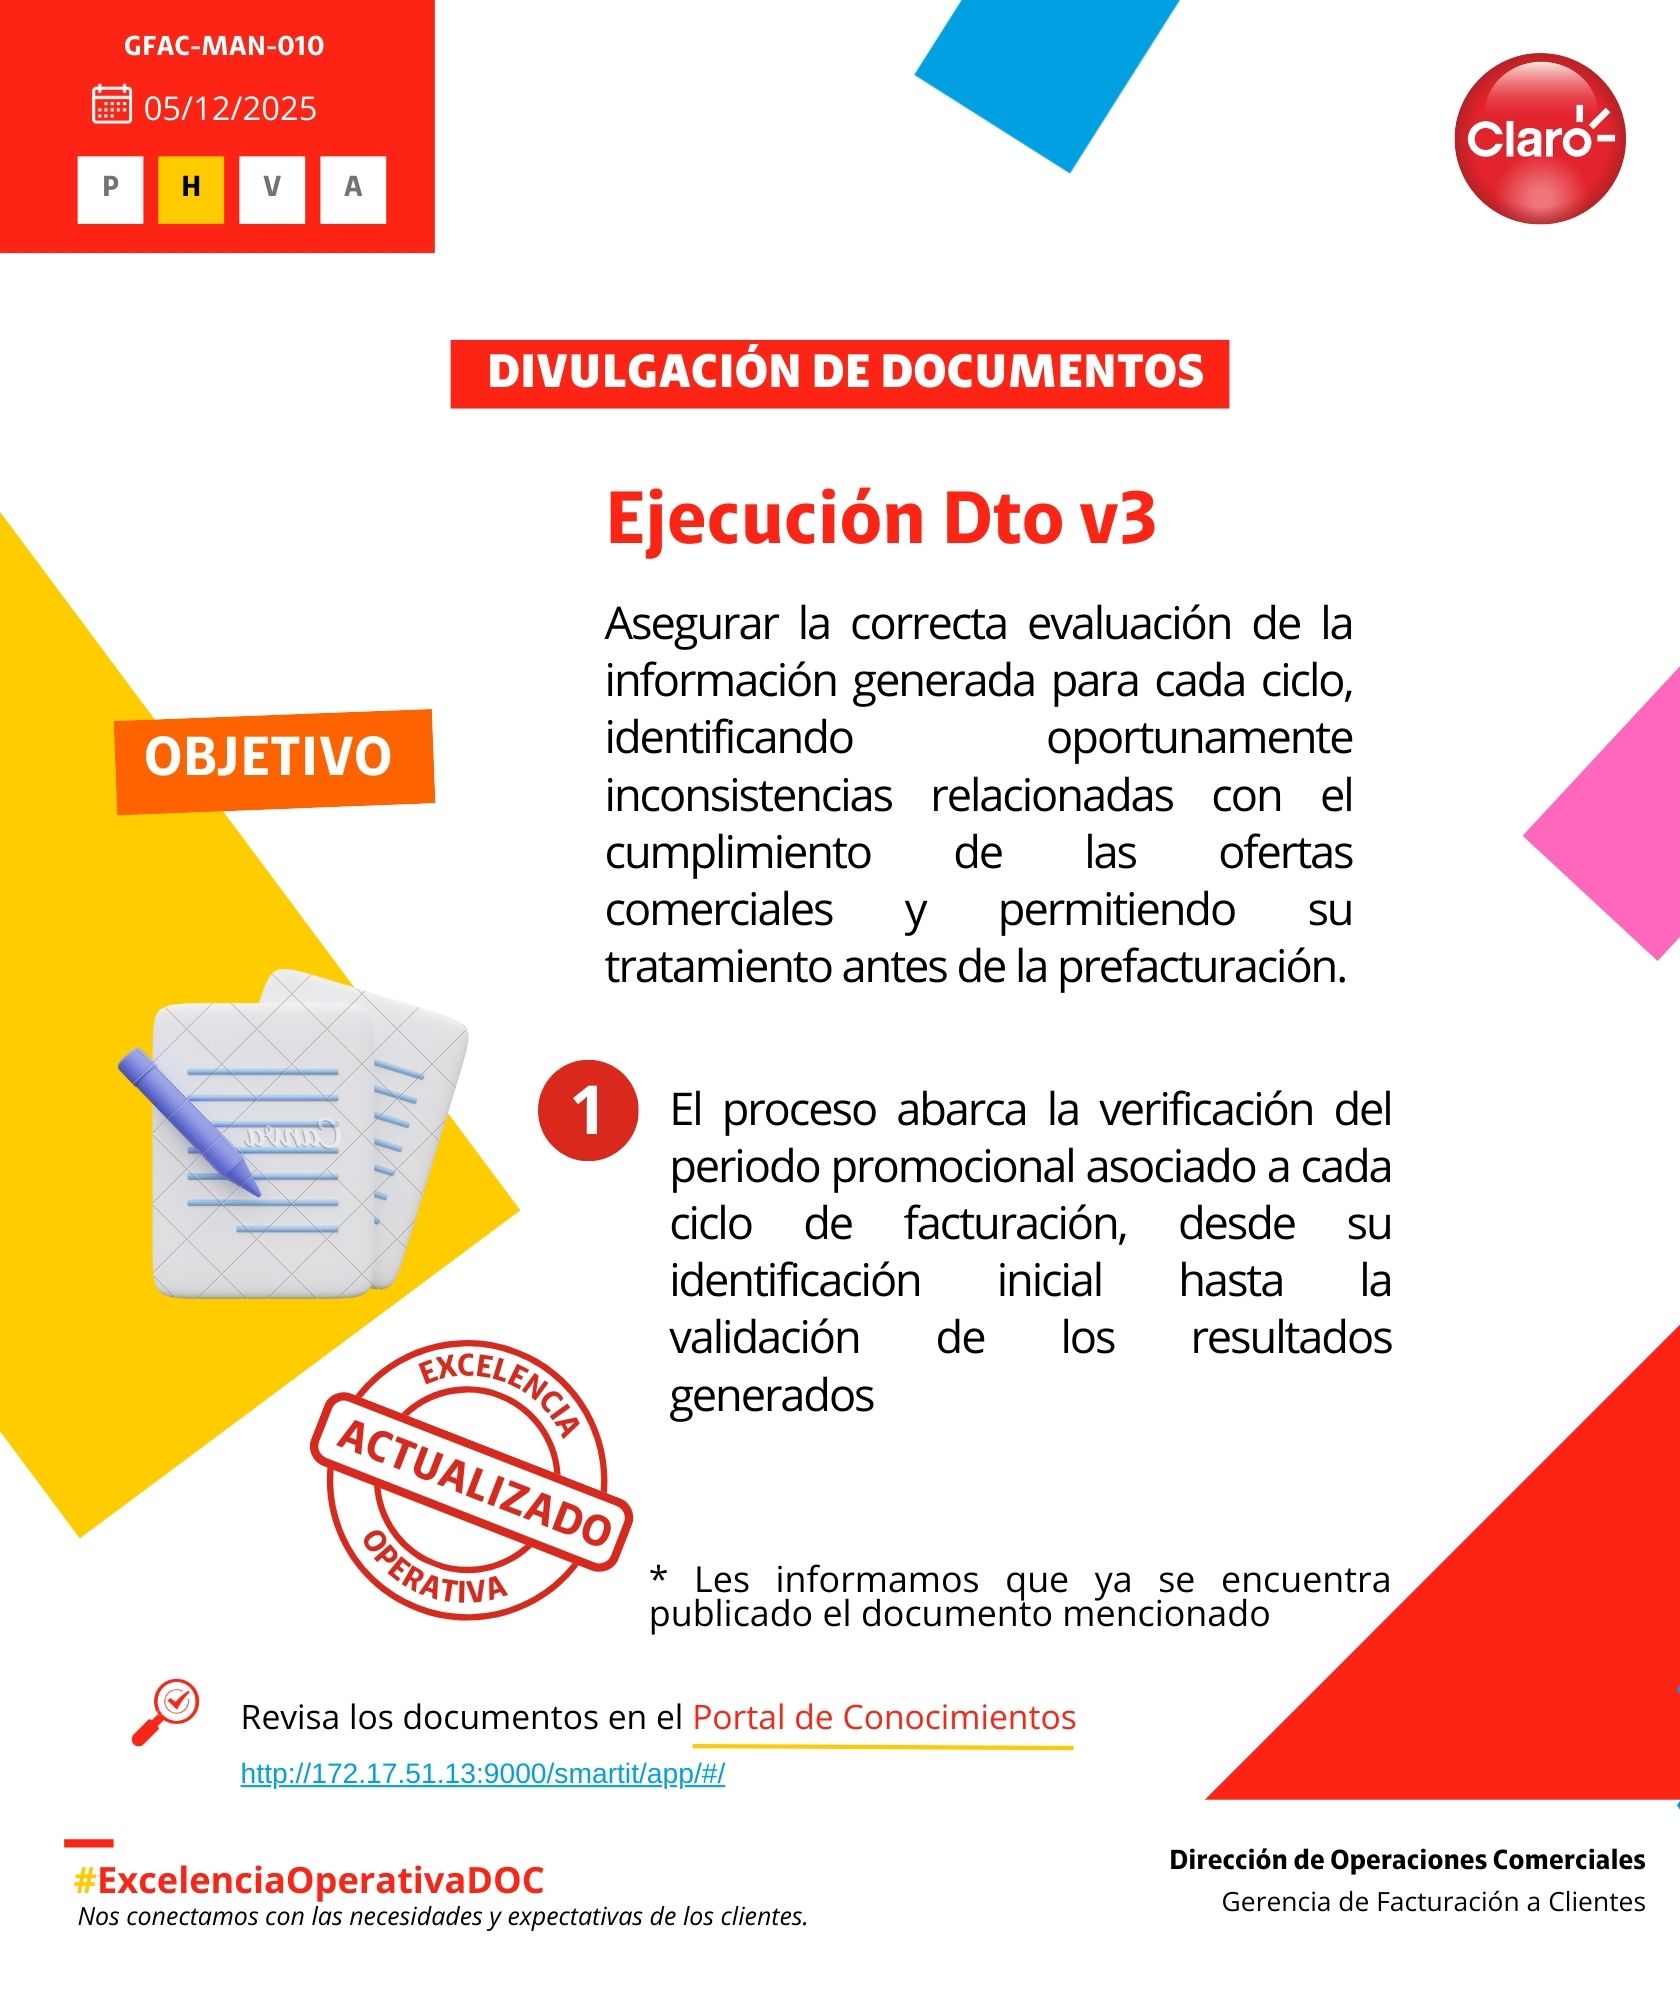 GFAC-MAN-010
05/12/2025
P H V A
Claro
DIVULGACIÓN DE DOCUMENTOS
Ejecución Dto v3
Asegurar la correcta evaluación de la
información generada para cada ciclo,
identificando oportunamente
inconsistencias relacionadas con el
cumplimiento de las ofertas
comerciales y permitiendo su
tratamiento antes de la prefacturación.
OBJETIVO
Canva
1
El proceso abarca la verificación del
periodo promocional asociado a cada
ciclo de facturación, desde su
identificación inicial hasta la
validación de los resultados
generados
EXCELENCIA
ACTUALIZADO
OPERATIVA
* Les informamos que ya se encuentra
publicado el documento mencionado
Revisa los documentos en el Portal de Conocimientos
http://172.17.51.13:9000/smartit/app/#/
#ExcelenciaOperativaDOC
Nos conectamos con las necesidades y expectativas de los clientes.
Dirección de Operaciones Comerciales
Gerencia de Facturación a Clientes